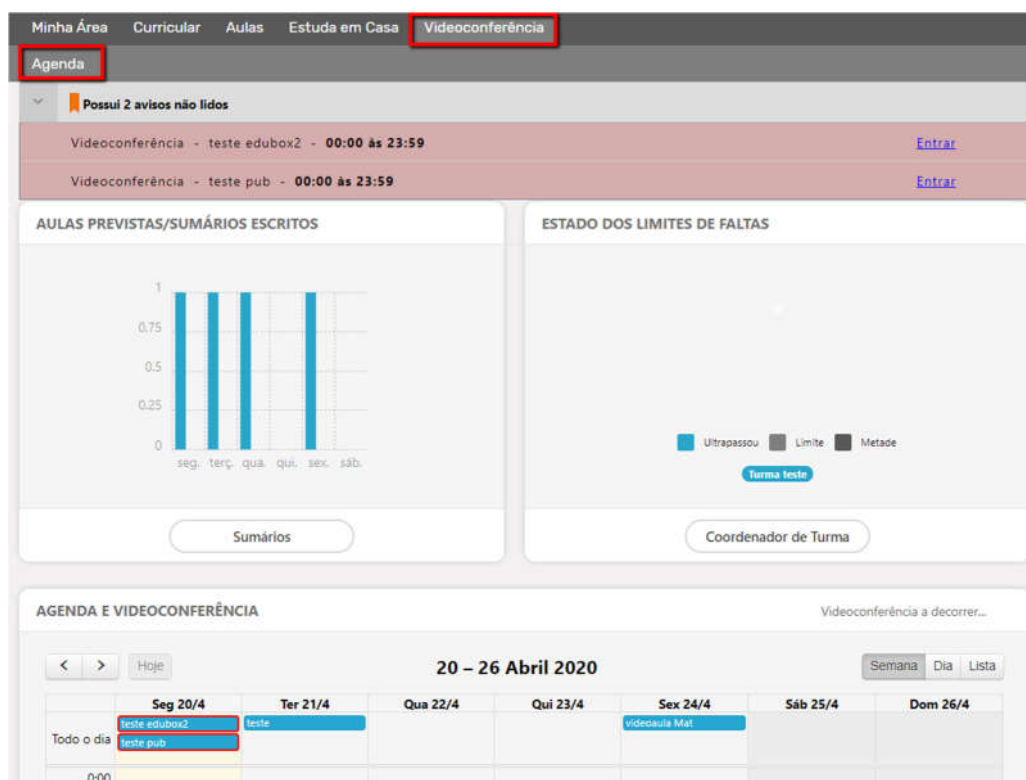 Minha Área Curricular Aulas Estuda em Casa Videoconferência
Agenda
Possui 2 avisos não lidos
Videoconferência - teste edubox2 - 00:00 às 23:59 Entrar
Videoconferência - teste pub - 00:00 às 23:59 Entrar
AULAS PREVISTAS/SUMÁRIOS ESCRITOS
1
0.75
0.5
0.25
0
seg. terç. qua. qui. sex. sáb.
Sumários
ESTADO DOS LIMITES DE FALTAS
Ultrapassou Limite Metade
Turma teste
Coordenador de Turma
AGENDA E VIDEOCONFERÊNCIA Videoconferência a decorrer...
< > Hoje 20 – 26 Abril 2020 Semana Dia Lista
Seg 20/4 Ter 21/4 Qua 22/4 Qui 23/4 Sex 24/4 Sáb 25/4 Dom 26/4
teste edubox2 teste videoaula Mat
Todo o dia teste pub
0:00